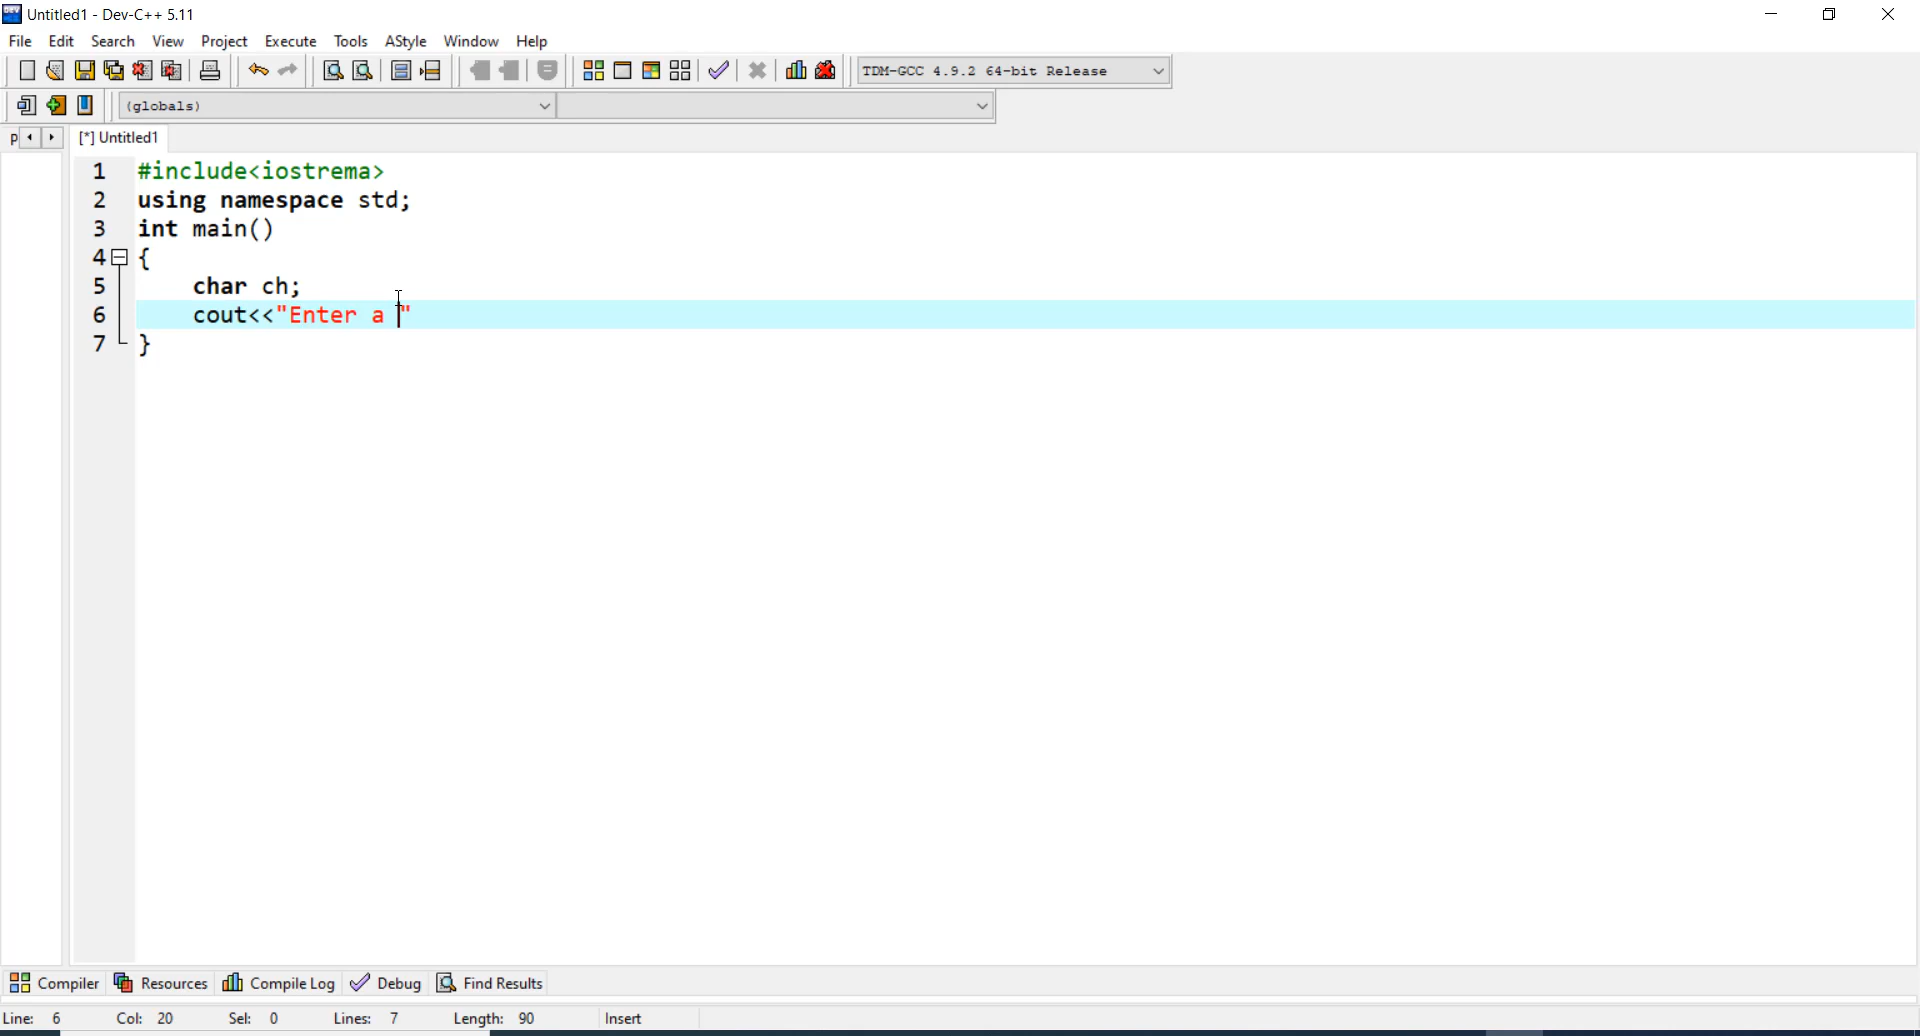 Untitled1 - Dev-C++ 5.11
File Edit Search View Project Execute Tools AStyle Window Help
TDM-GCC 4.9.2 64-bit Release
(globals)
P [*] Untitled1
1 #include<iostrema>
2 using namespace std;
3 int main()
4 {
5 char ch;
6 cout<<"Enter a "
7 }
Compiler Resources Compile Log Debug Find Results
Line: 6 Col: 20 Sel: 0 Lines: 7 Length: 90 Insert